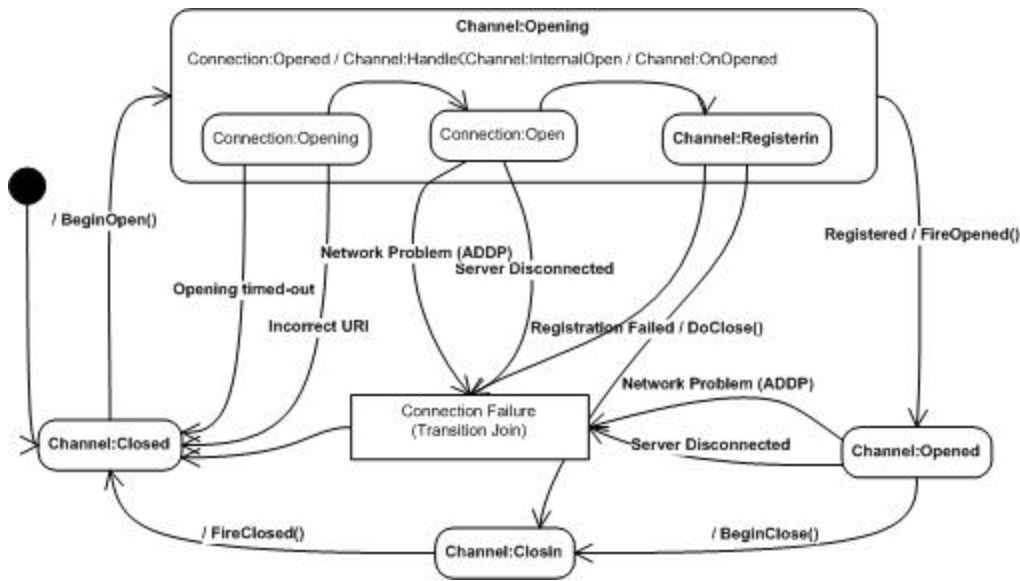 Channel:Opening
Connection:Opened / Channel:HandleOChannel:InternalOpen / Channel:OnOpened
Connection:Opening
Connection:Open
Channel:Registerin
/ BeginOpen()
Registered / FireOpened()
Network Problem (ADDP)
Server Disconnected
Opening timed-out
Incorrect URI
Registration Failed / DoClose()
Network Problem (ADDP)
Connection Failure
(Transition Join)
Channel:Closed
Server Disconnected
Channel:Opened
/ FireClosed()
/ BeginClose()
Channel:Closin